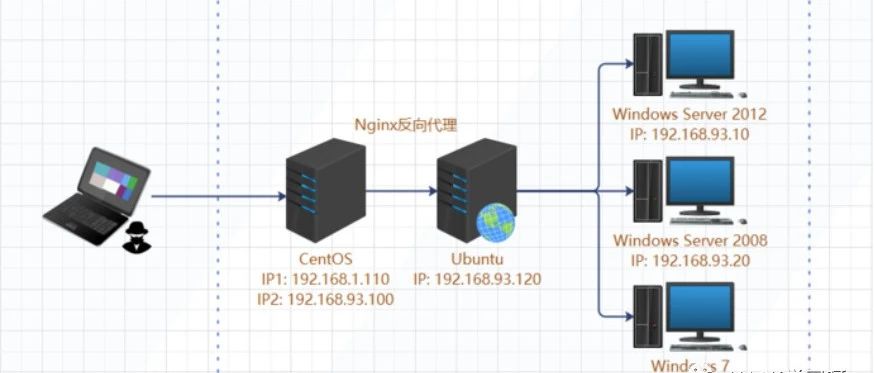 Nginx反向代理
Windows Server 2012
IP: 192.168.93.10
CentOS
IP1: 192.168.1.110
IP2: 192.168.93.100
Ubuntu
IP: 192.168.93.120
Windows Server 2008
IP: 192.168.93.20
Windows 7